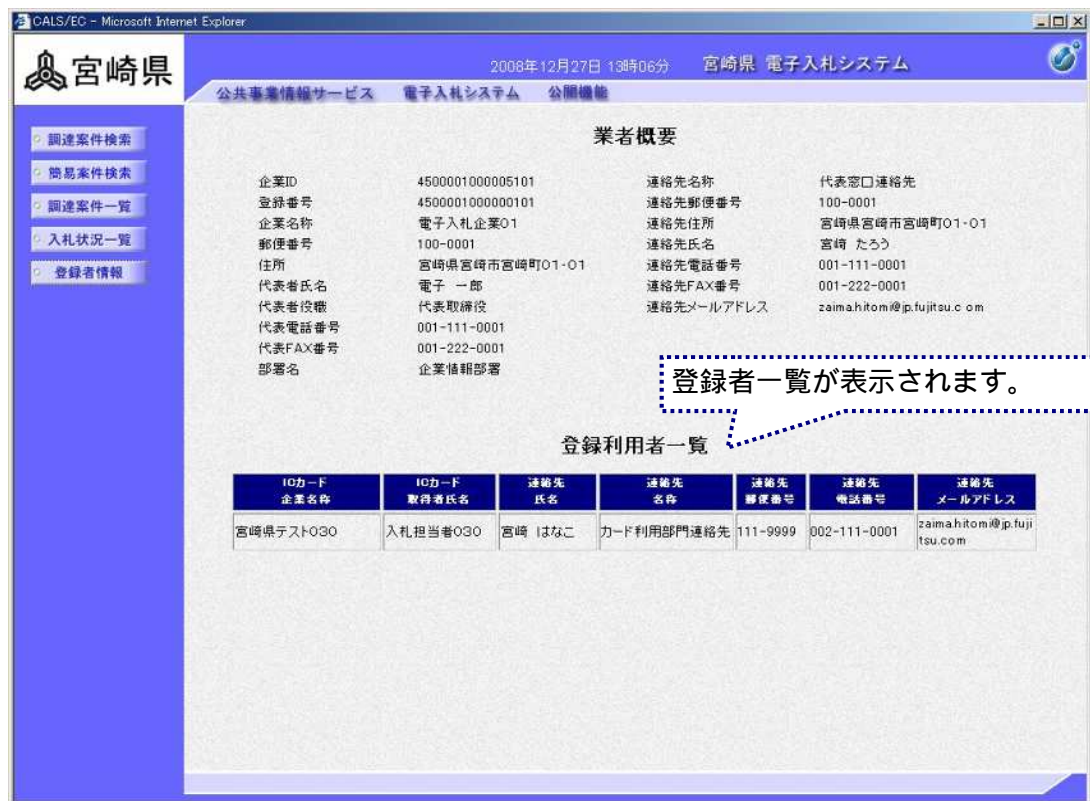 CALS/EC - Microsoft Internet Explorer
宮崎県
2008年12月27日 13時06分
宮崎県 電子入札システム
公共事業情報サービス 電子入札システム 公開機能
調達案件検索
簡易案件検索
調達案件一覧
入札状況一覧
登録者情報
業者概要
企業ID 4500001000005101 連絡先名称 代表窓口連絡先
登録番号 4500001000000101 連絡先郵便番号 100-0001
企業名称 電子入札企業01 連絡先住所 宮崎県宮崎市宮崎町01-01
郵便番号 100-0001 連絡先氏名 宮崎 たろう
住所 宮崎県宮崎市宮崎町01-01 連絡先電話番号 001-111-0001
代表者氏名 電子 一郎 連絡先FAX番号 001-222-0001
代表者役職 代表取締役 連絡先メールアドレス zaima.hitomi@jp.fujitsu.c om
代表電話番号 001-111-0001
代表FAX番号 001-222-0001
部署名 企業情報部署
登録者一覧が表示されます。
登録利用者一覧
ICカード 企業名称 ICカード 取得者氏名 連絡先 氏名 連絡先 名称 連絡先 郵便番号 連絡先 電話番号 連絡先 メールアドレス
宮崎県テスト030 入札担当者030 宮崎 はなこ カード利用部門連絡先 111-9999 002-111-0001 zaima.hitomi@jp.fuji
tsu.com